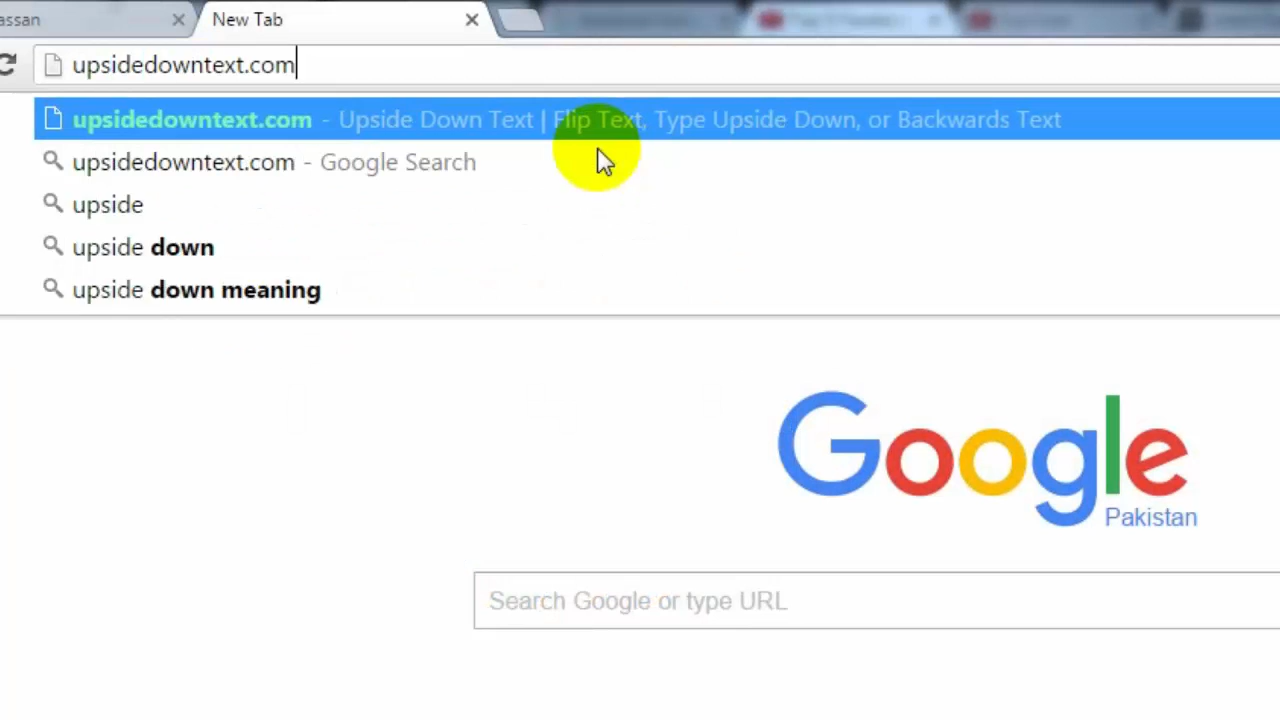 assan
New Tab
upsidedowntext.com
upsidedowntext.com - Upside Down Text | Flip Text, Type Upside Down, or Backwards Text
upsidedowntext.com - Google Search
upside
upside down
upside down meaning
Google
Pakistan
Search Google or type URL